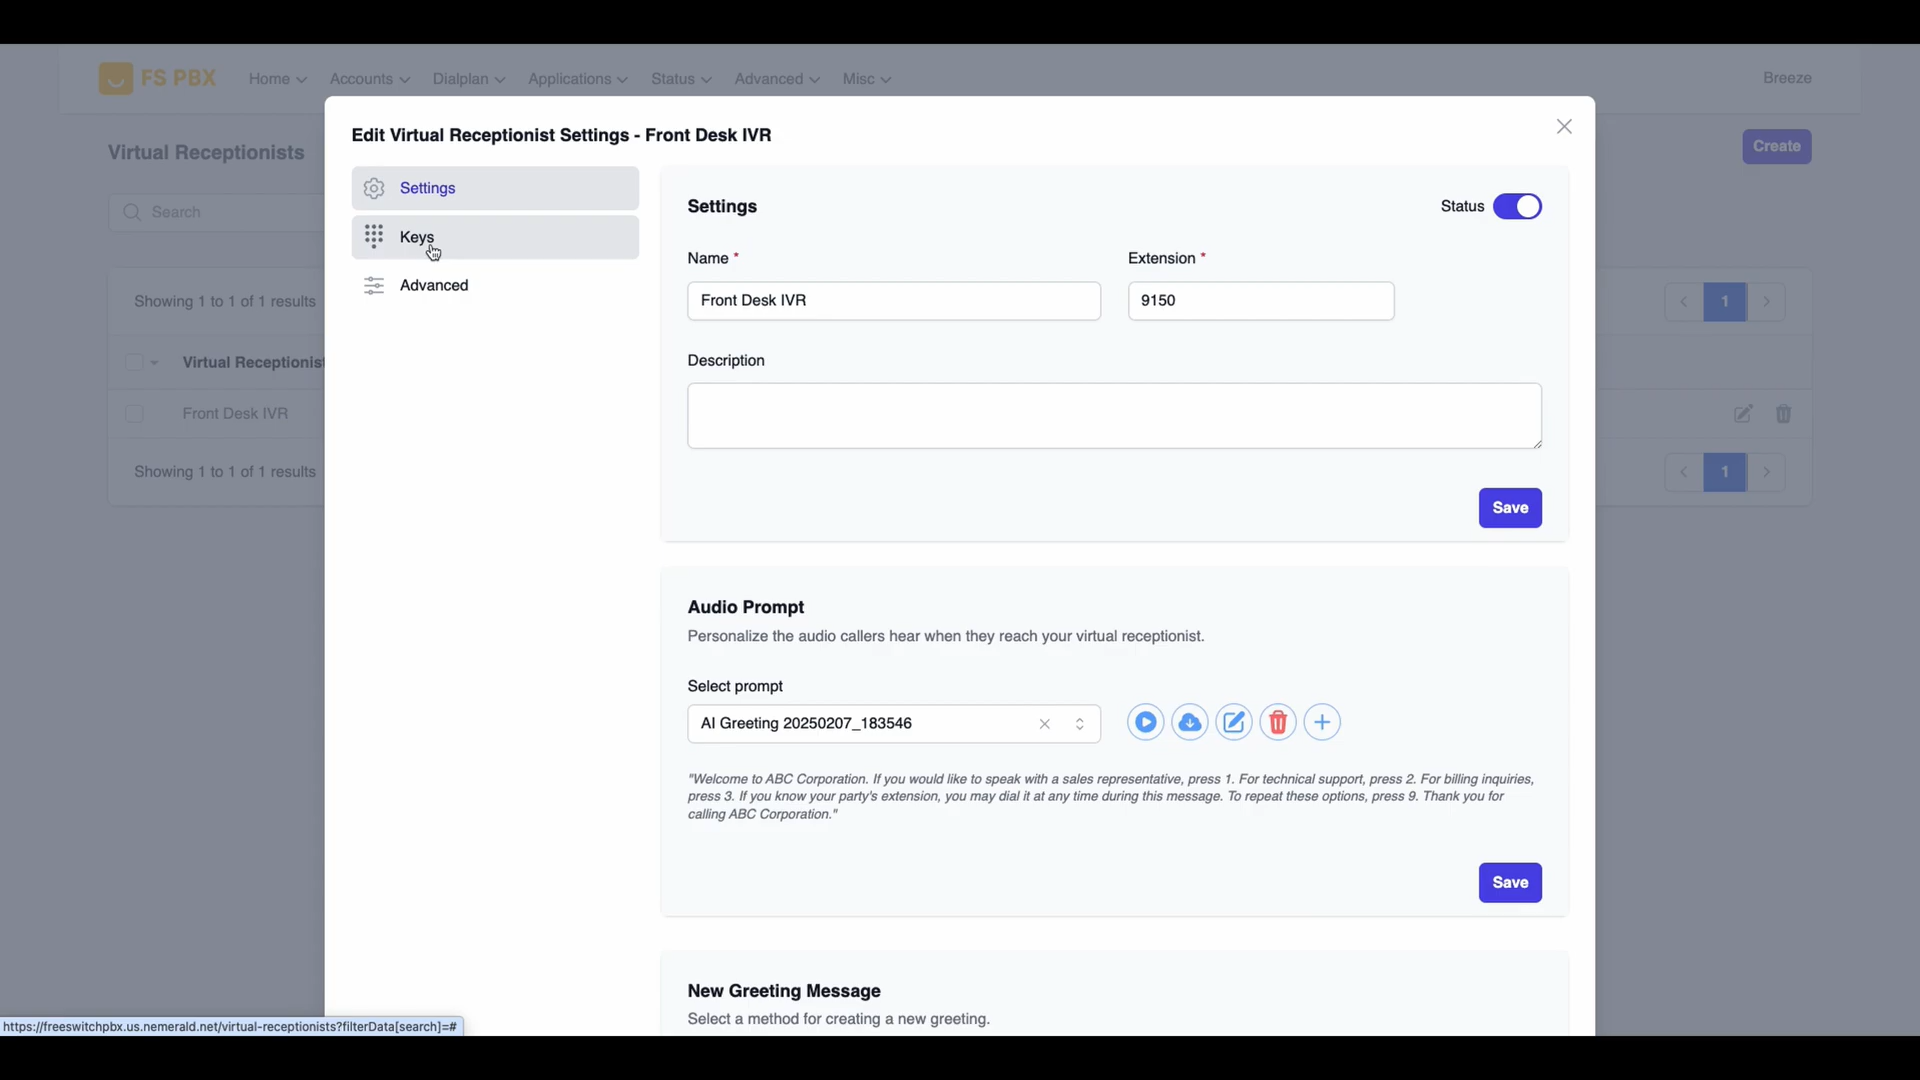 FS PBX Home Accounts Dialplan Applications Status Advanced Misc Breeze
Edit Virtual Receptionist Settings - Front Desk IVR
Virtual Receptionists
Create
Search
Settings
Keys
Advanced
Settings
Status
Name *
Extension *
Front Desk IVR
9150
Description
Save
Showing 1 to 1 of 1 results
1
Virtual Receptionist
Front Desk IVR
Showing 1 to 1 of 1 results
1
Audio Prompt
Personalize the audio callers hear when they reach your virtual receptionist.
Select prompt
AI Greeting 20250207_183546
"Welcome to ABC Corporation. If you would like to speak with a sales representative, press 1. For technical support, press 2. For billing inquiries,
press 3. If you know your party's extension, you may dial it at any time during this message. To repeat these options, press 9. Thank you for
calling ABC Corporation."
Save
New Greeting Message
Select a method for creating a new greeting.
https://freeswitchpbx.us.nemerald.net/virtual-receptionists?filterData[search]=#